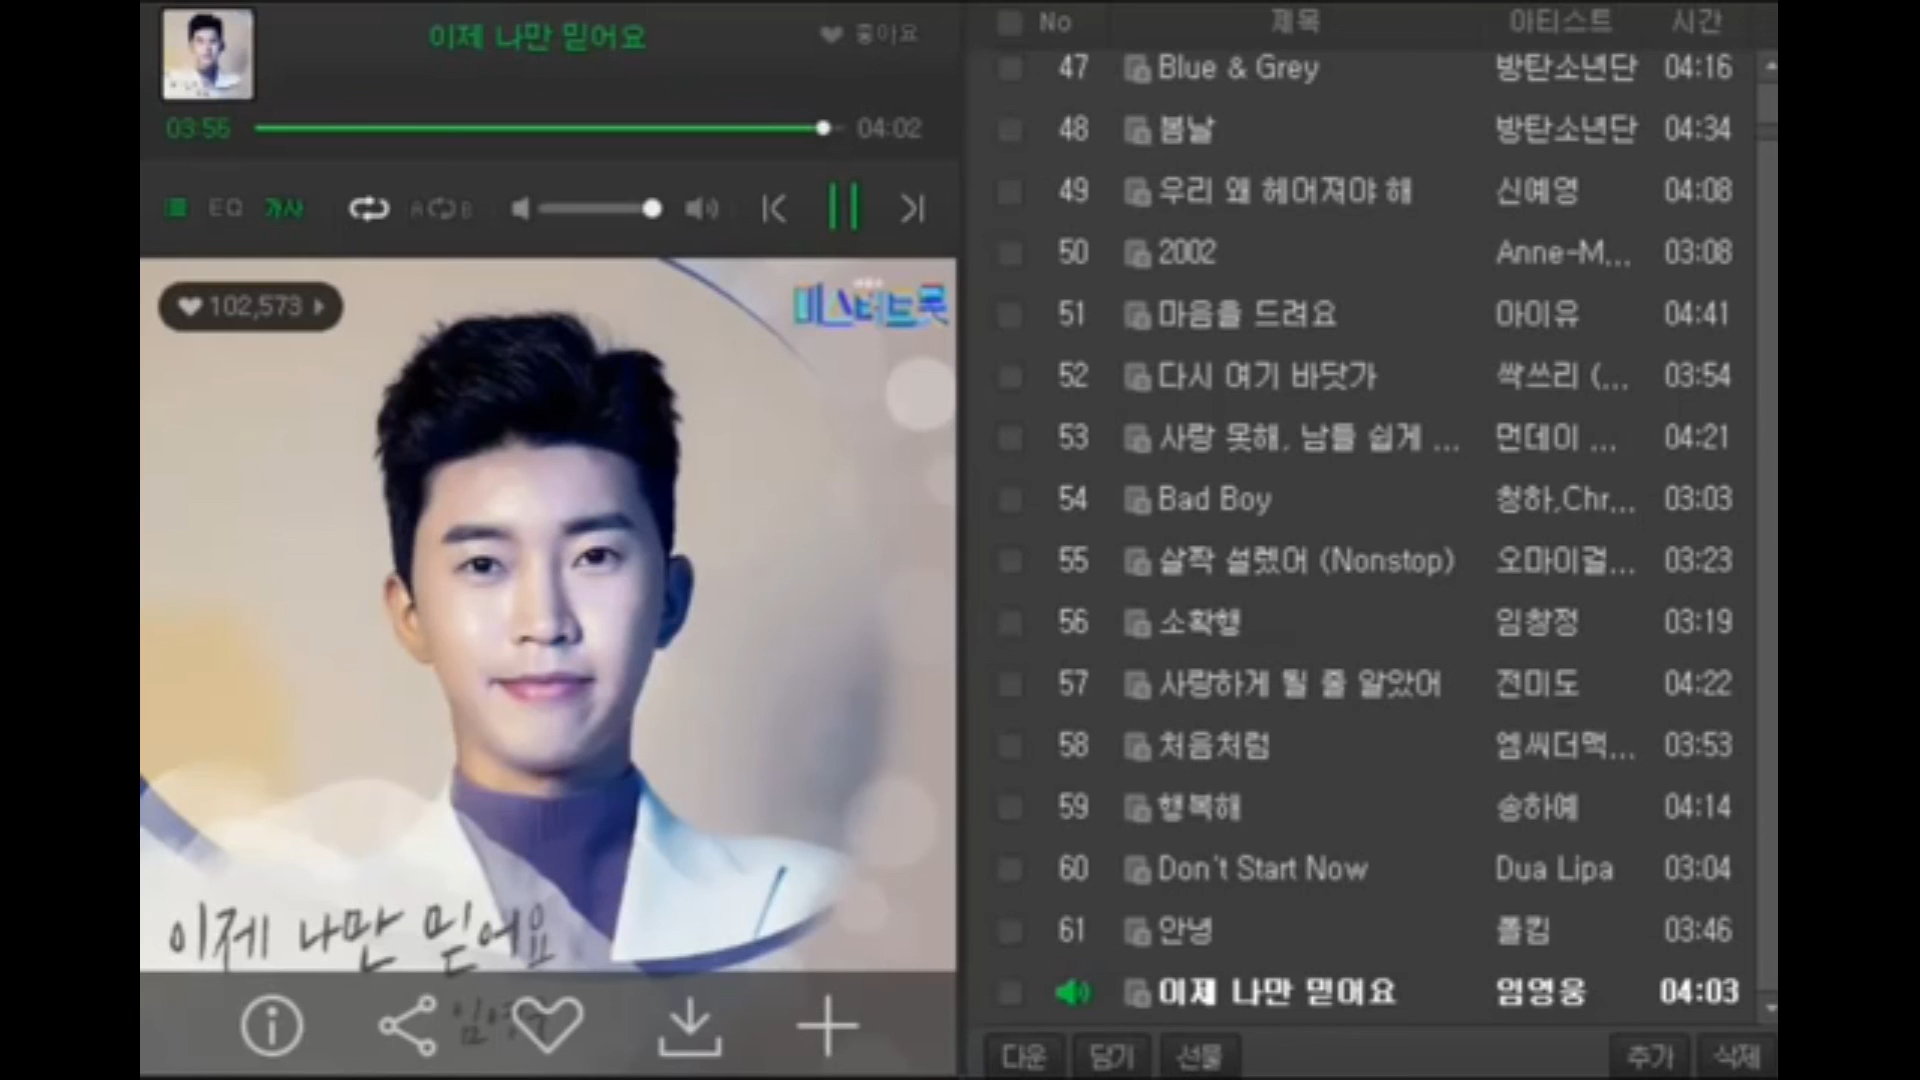 이제 나만 믿어요
좋아요
03:56
04:02
EQ 가사 A B
102,573
미스터트롯
이제 나만 믿어요
No 제목 아티스트 시간
47 Blue & Grey 방탄소년단 04:16
48 봄날 방탄소년단 04:34
49 우리 왜 헤어져야 해 신예영 04:08
50 2002 Anne-M... 03:08
51 마음을 드려요 아이유 04:41
52 다시 여기 바닷가 싹쓰리 (... 03:54
53 사랑 못해, 남들 쉽게 ... 먼데이 ... 04:21
54 Bad Boy 청하,Chr... 03:03
55 살짝 설렜어 (Nonstop) 오마이걸... 03:23
56 소확행 임창정 03:19
57 사랑하게 될 줄 알았어 전미도 04:22
58 처음처럼 엠씨더맥... 03:53
59 행복해 송하예 04:14
60 Don't Start Now Dua Lipa 03:04
61 안녕 폴킴 03:46
이제 나만 믿어요 임영웅 04:03
다운 담기 선물 추가 삭제